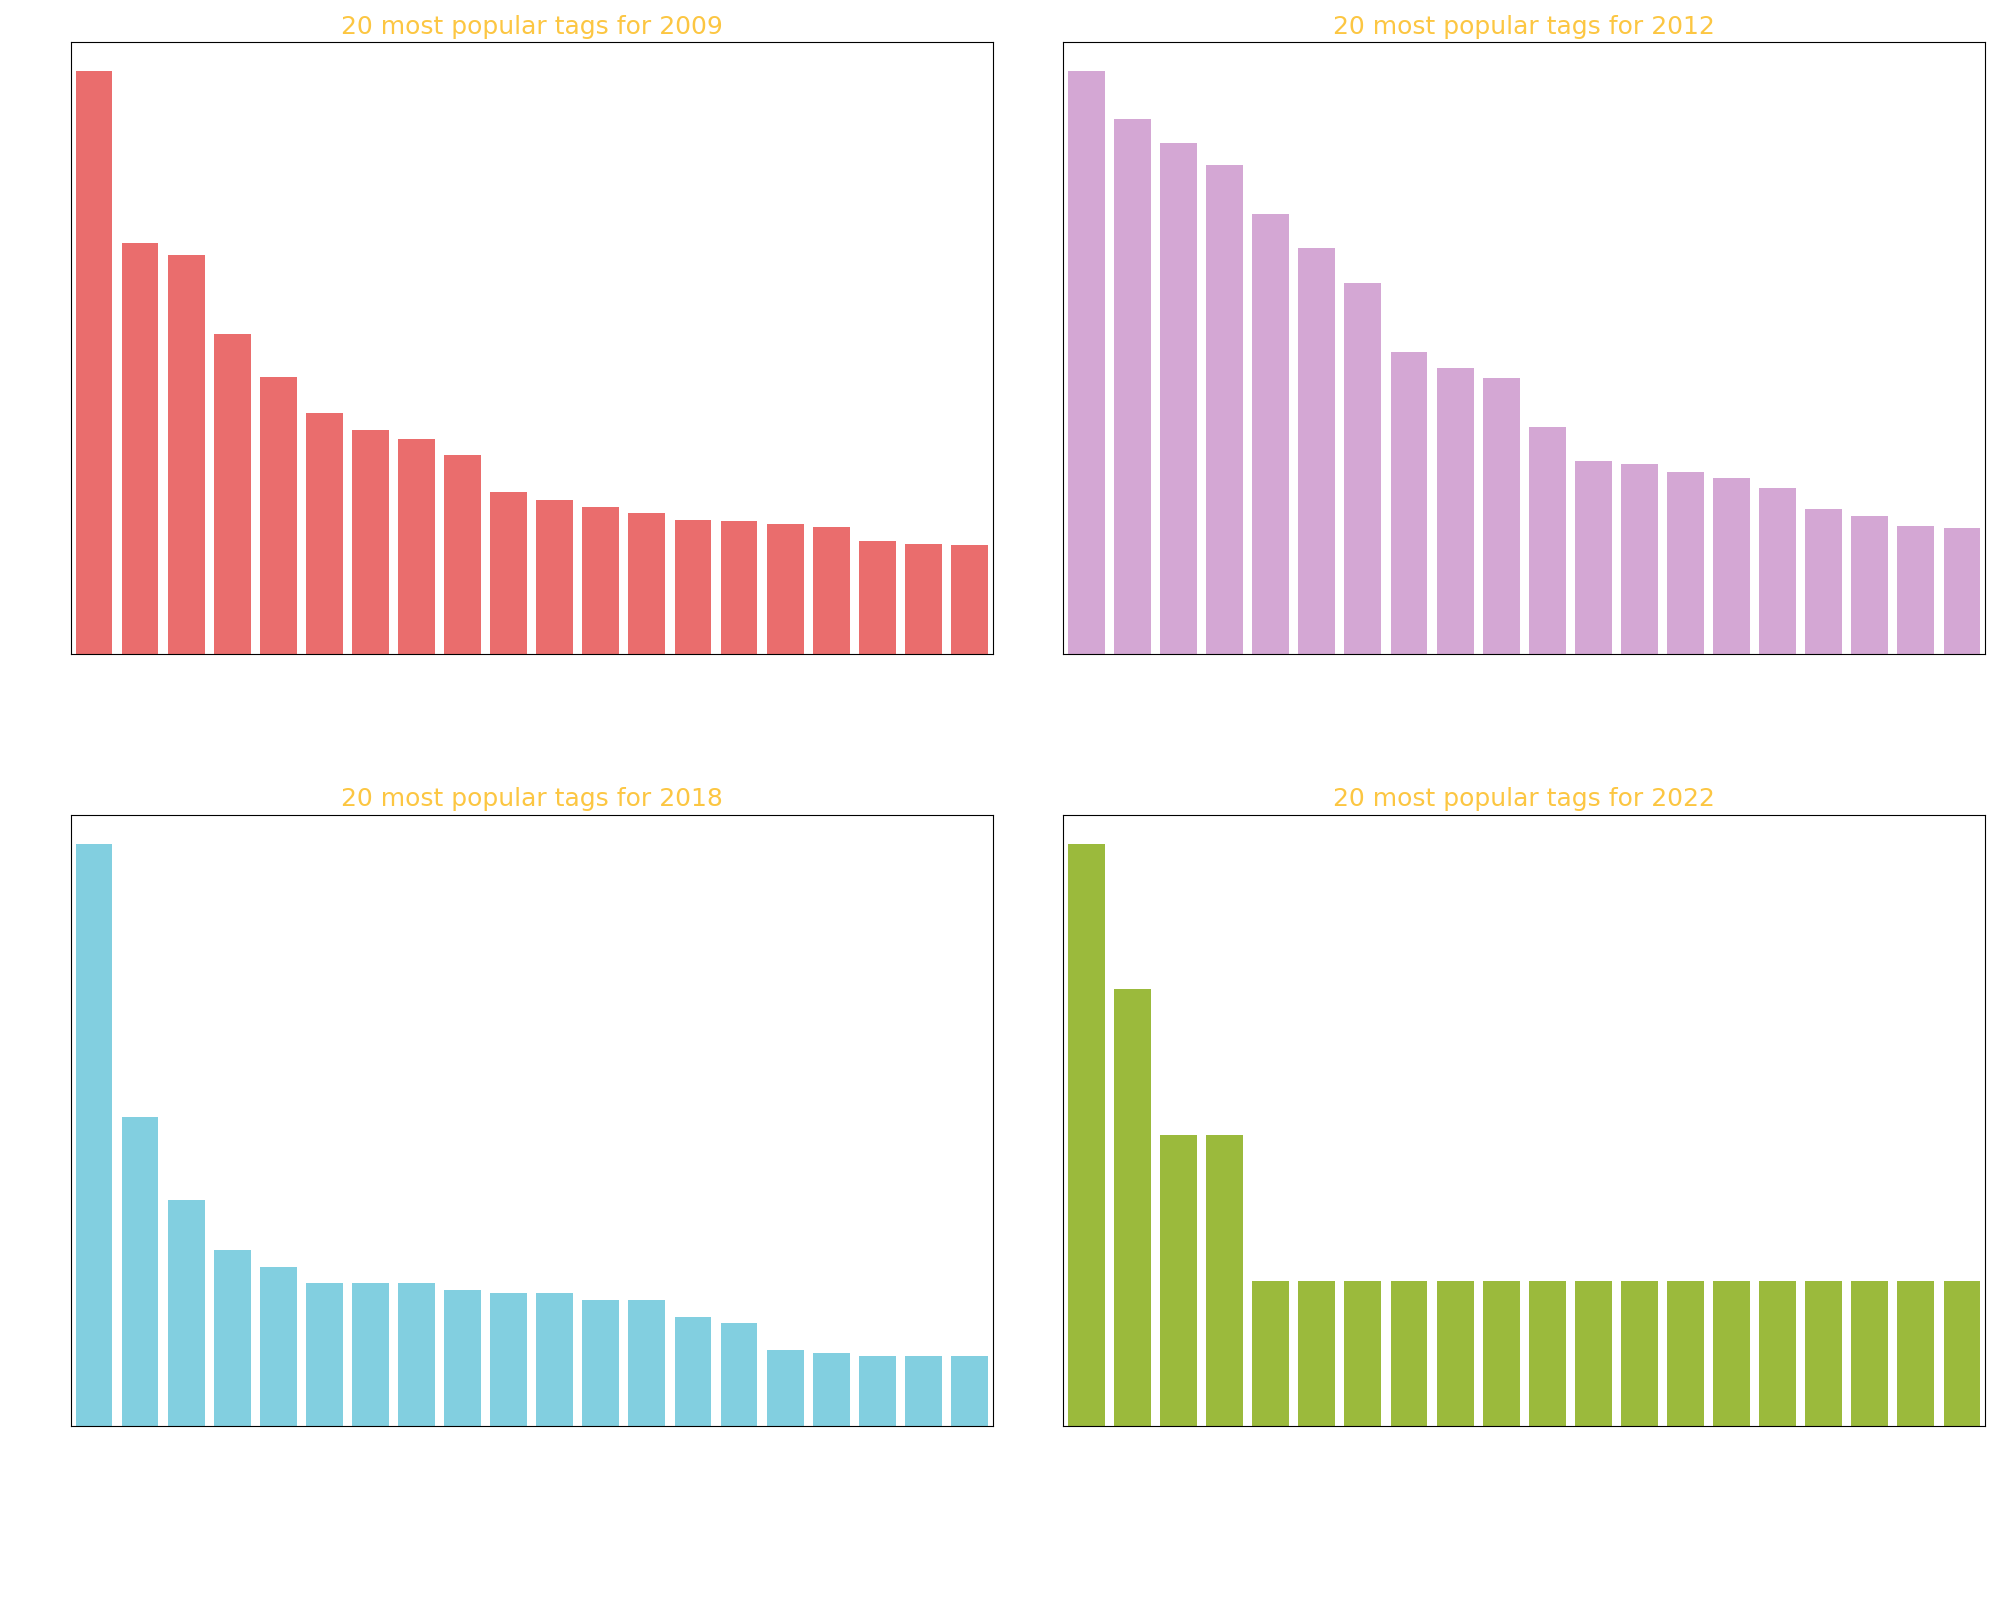 20 most popular tags for 2009
20 most popular tags for 2012
20 most popular tags for 2018
20 most popular tags for 2022